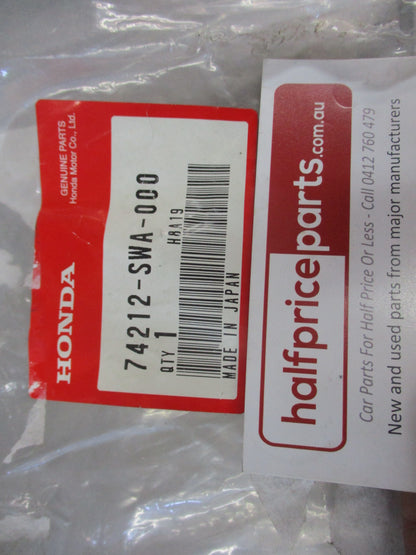 GENUINE PARTS
Honda Motor Co., Ltd.
HONDA
74212-SWA-000
H8A19
QTY 1
MADE IN JAPAN
halfpriceparts.com.au
Car Parts For Half Price Or Less - Call 0412 760 479
New and used parts from major